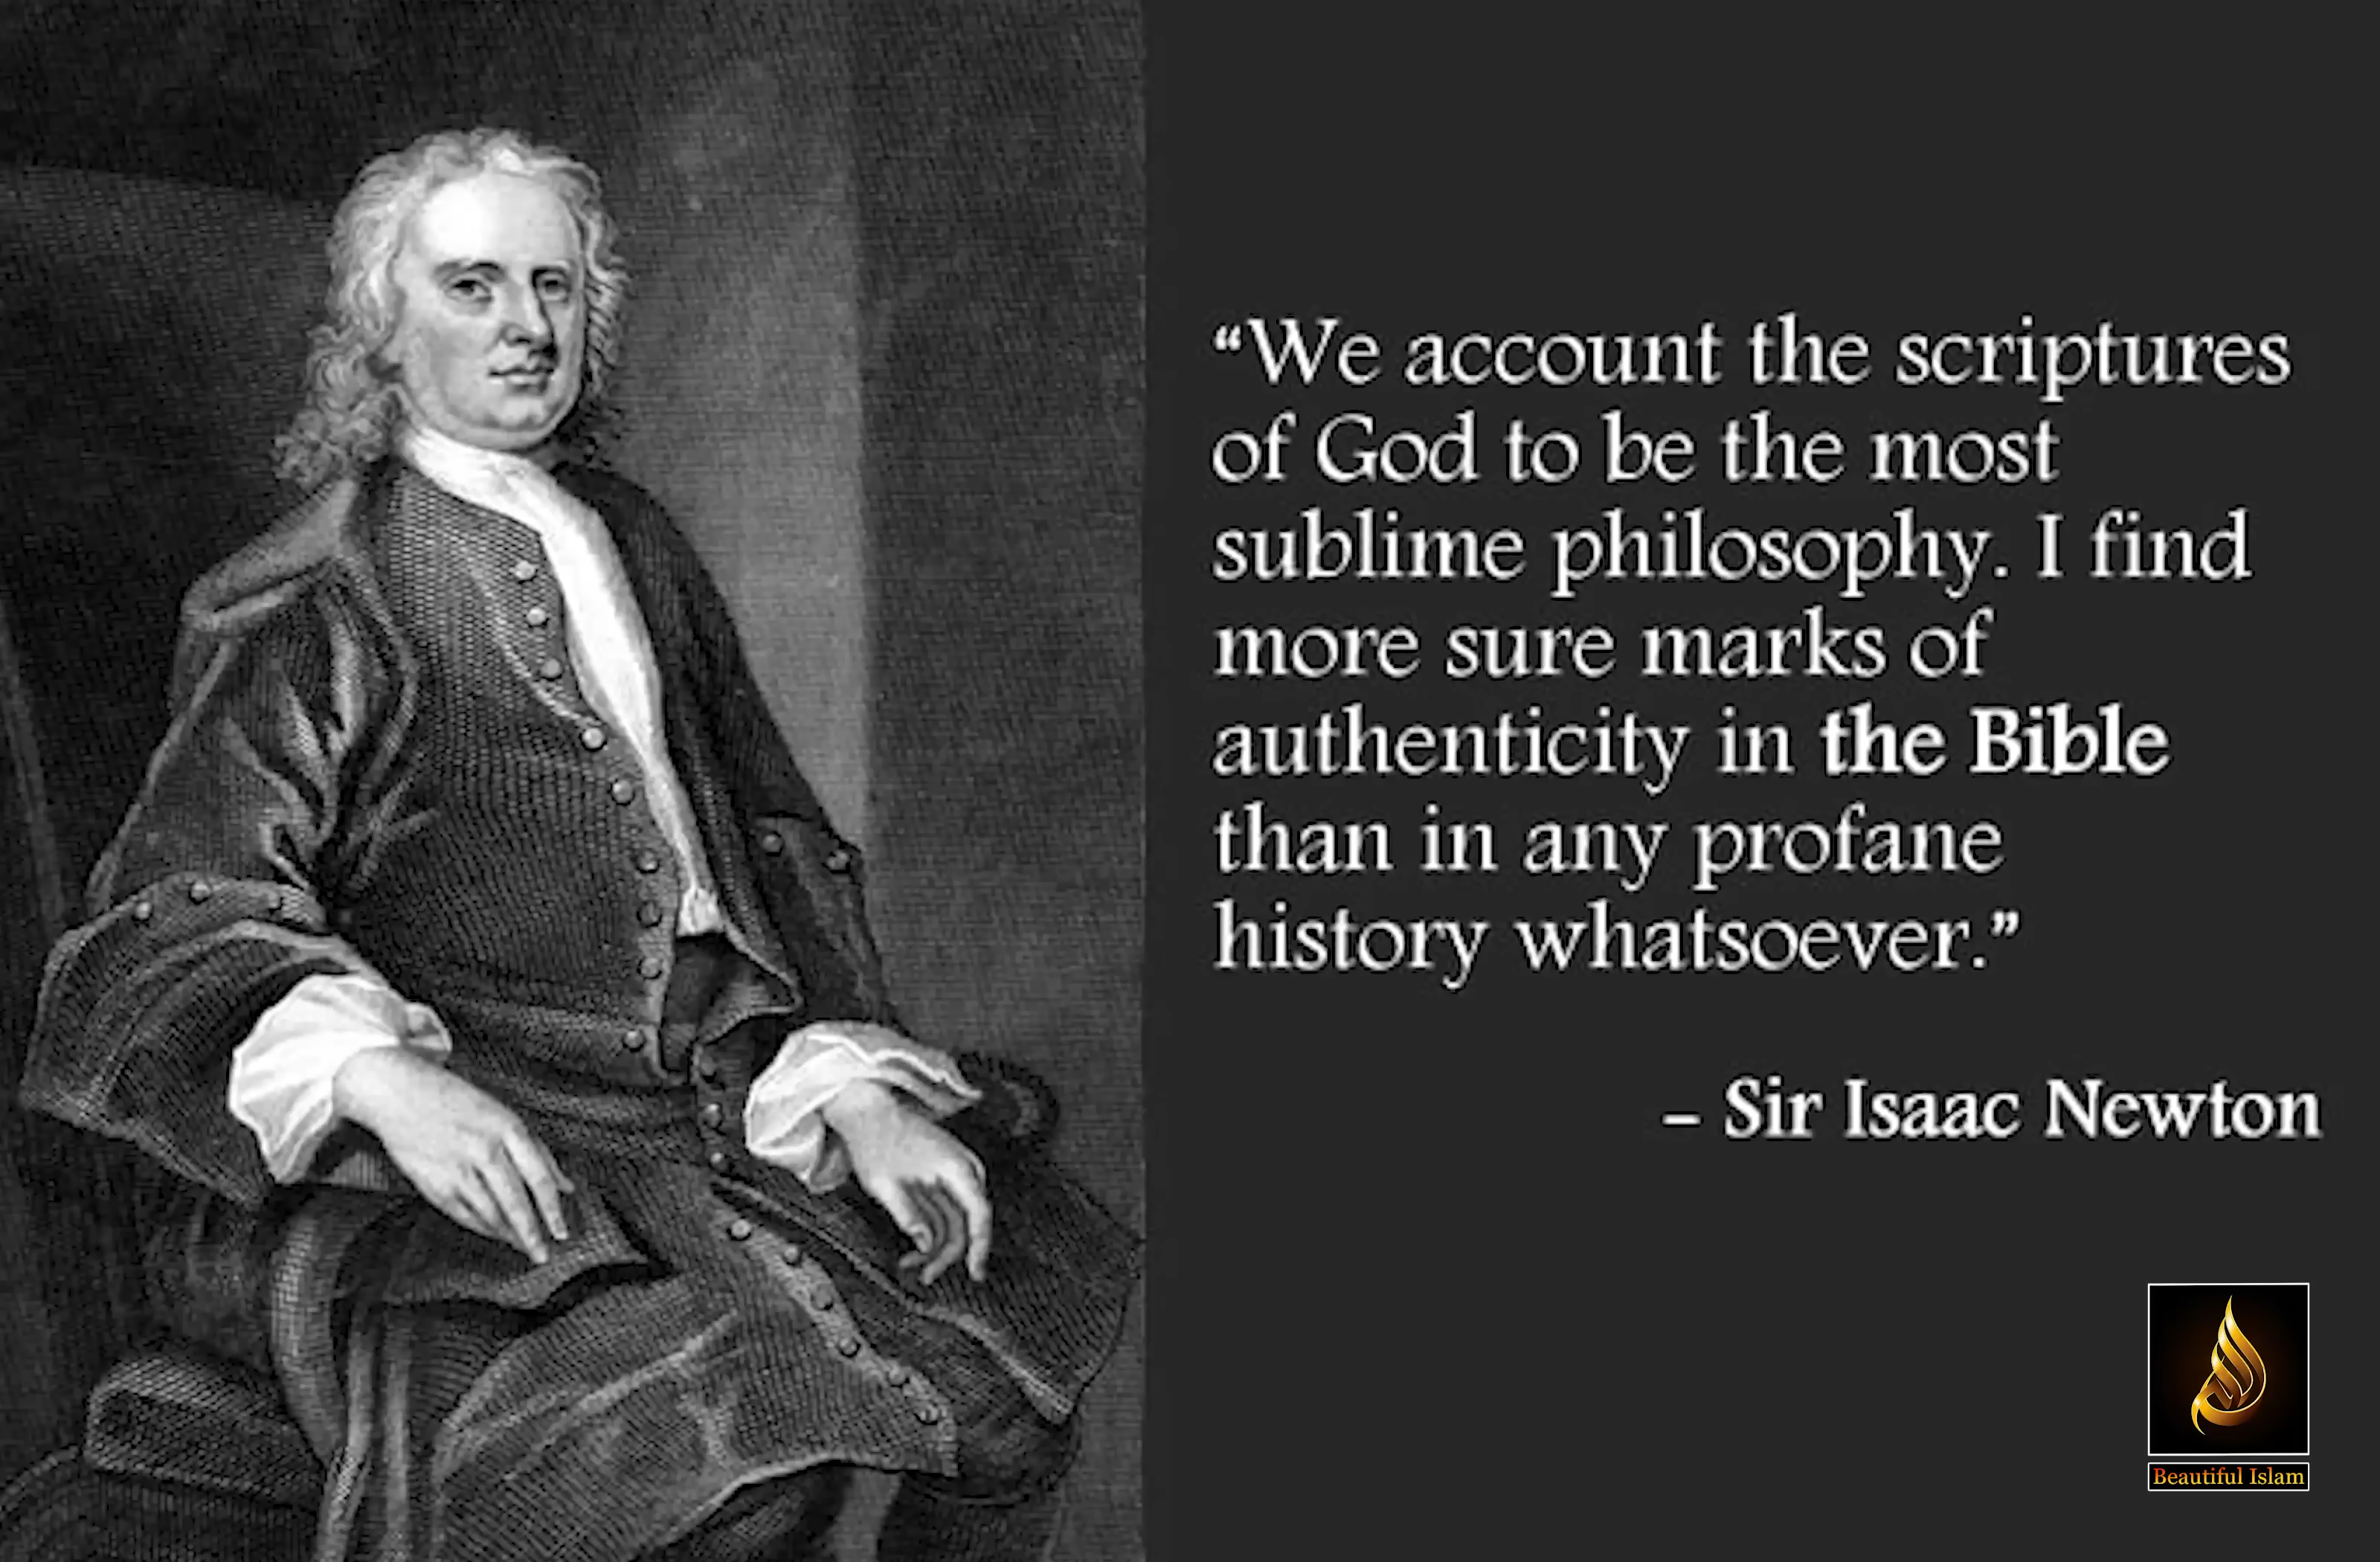 “We account the scriptures
of God to be the most
sublime philosophy. I find
more sure marks of
authenticity in the Bible
than in any profane
history whatsoever.”
– Sir Isaac Newton
Beautiful Islam